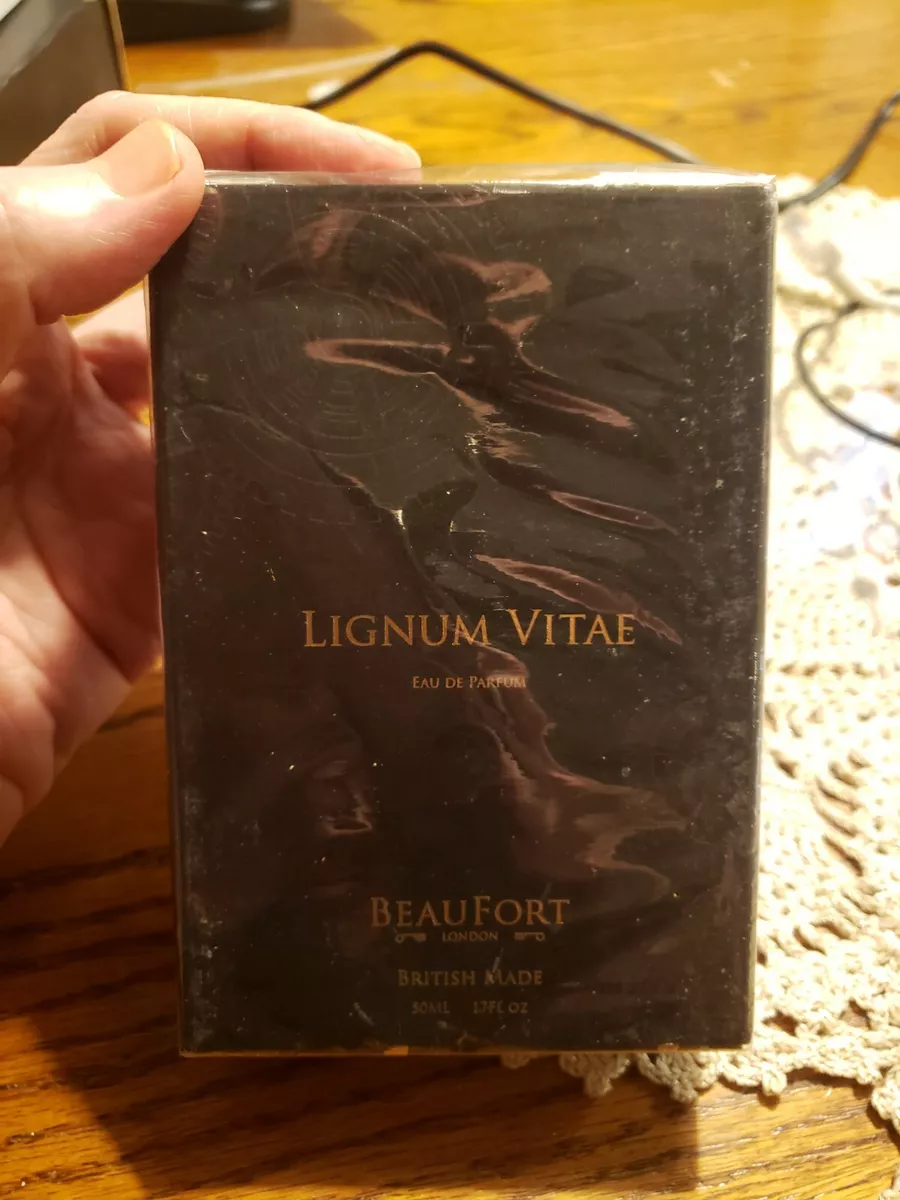 LIGNUM VITAE
EAU DE PARFUM
BEAUFORT
LONDON
BRITISH MADE
50ML 1.7FL OZ